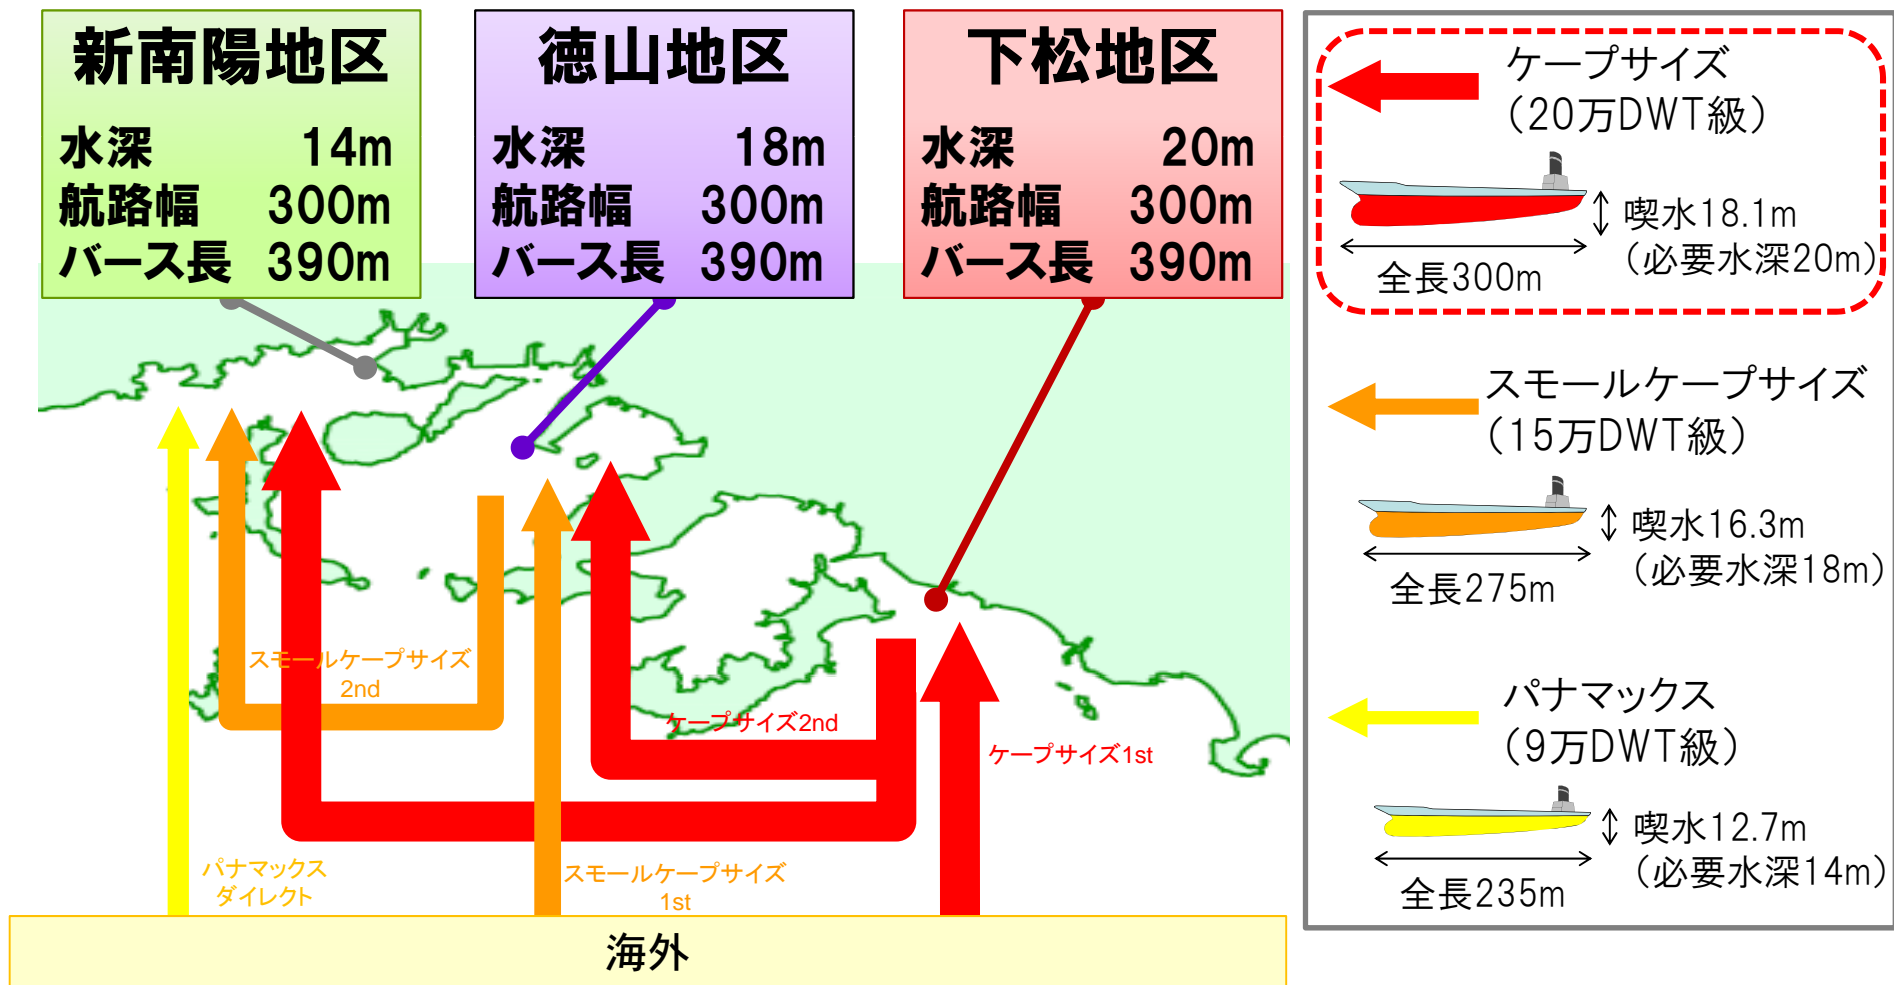 新南陽地区
水深 14m
航路幅 300m
バース長 390m
徳山地区
水深 18m
航路幅 300m
バース長 390m
下松地区
水深 20m
航路幅 300m
バース長 390m
スモールケープサイズ
2nd
ケープサイズ2nd
ケープサイズ1st
パナマックス
ダイレクト
スモールケープサイズ
1st
海外
ケープサイズ
（20万DWT級）
喫水18.1m
（必要水深20m）
全長300m
スモールケープサイズ
（15万DWT級）
喫水16.3m
（必要水深18m）
全長275m
パナマックス
（9万DWT級）
喫水12.7m
（必要水深14m）
全長235m